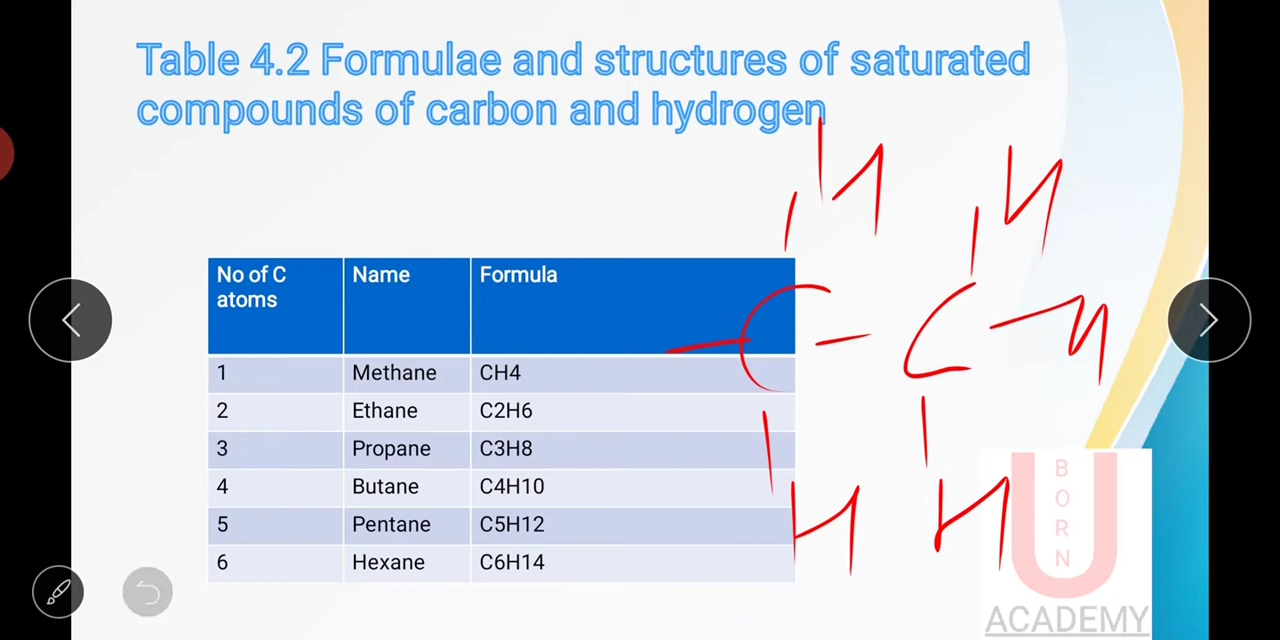 Table 4.2 Formulae and structures of saturated
compounds of carbon and hydrogen
H H
No of C atoms Name Formula
C C H
1 Methane CH4
2 Ethane C2H6
3 Propane C3H8
4 Butane C4H10
5 Pentane C5H12
6 Hexane C6H14
H H
U
BORN
ACADEMY